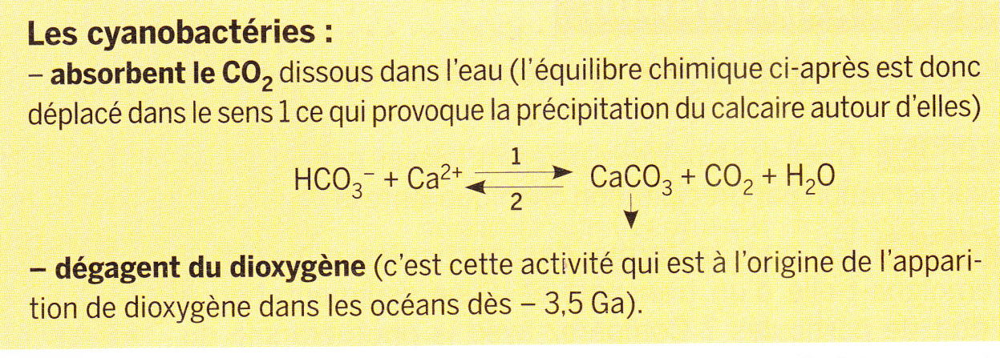 Les cyanobactéries :
– absorbent le CO₂ dissous dans l'eau (l'équilibre chimique ci-après est donc
déplacé dans le sens 1 ce qui provoque la précipitation du calcaire autour d'elles)
1
HCO₃⁻ + Ca²⁺ ⇄ CaCO₃ + CO₂ + H₂O
2
– dégagent du dioxygène (c'est cette activité qui est à l'origine de l'appari-
tion de dioxygène dans les océans dès – 3,5 Ga).